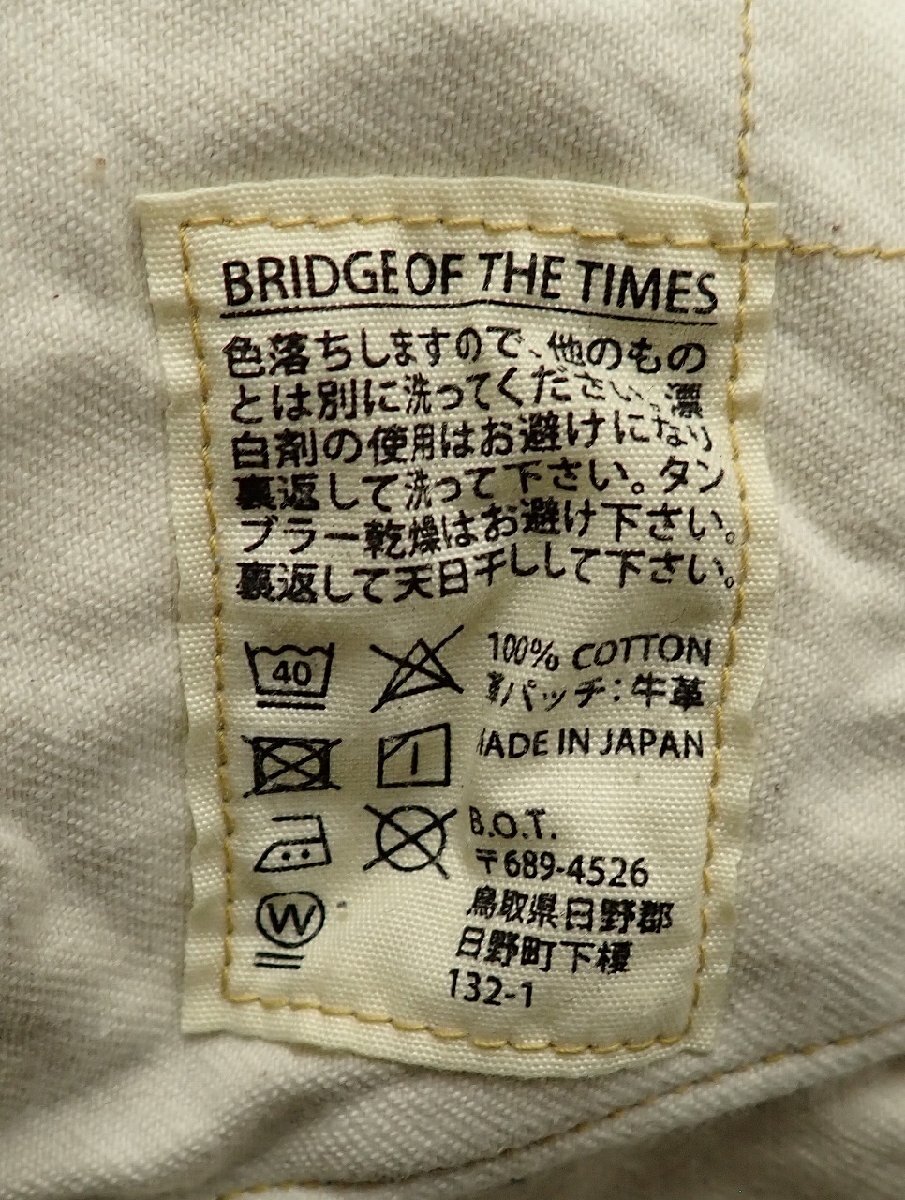 BRIDGE OF THE TIMES
色落ちしますので、他のもの
とは別に洗ってください。漂
白剤の使用はお避けになり
裏返して洗って下さい。タン
ブラー乾燥はお避け下さい。
裏返して天日干しして下さい。
40
100% COTTON
革パッチ：牛革
MADE IN JAPAN
B.O.T.
〒689-4526
鳥取県日野郡
日野町下榎
132-1
W